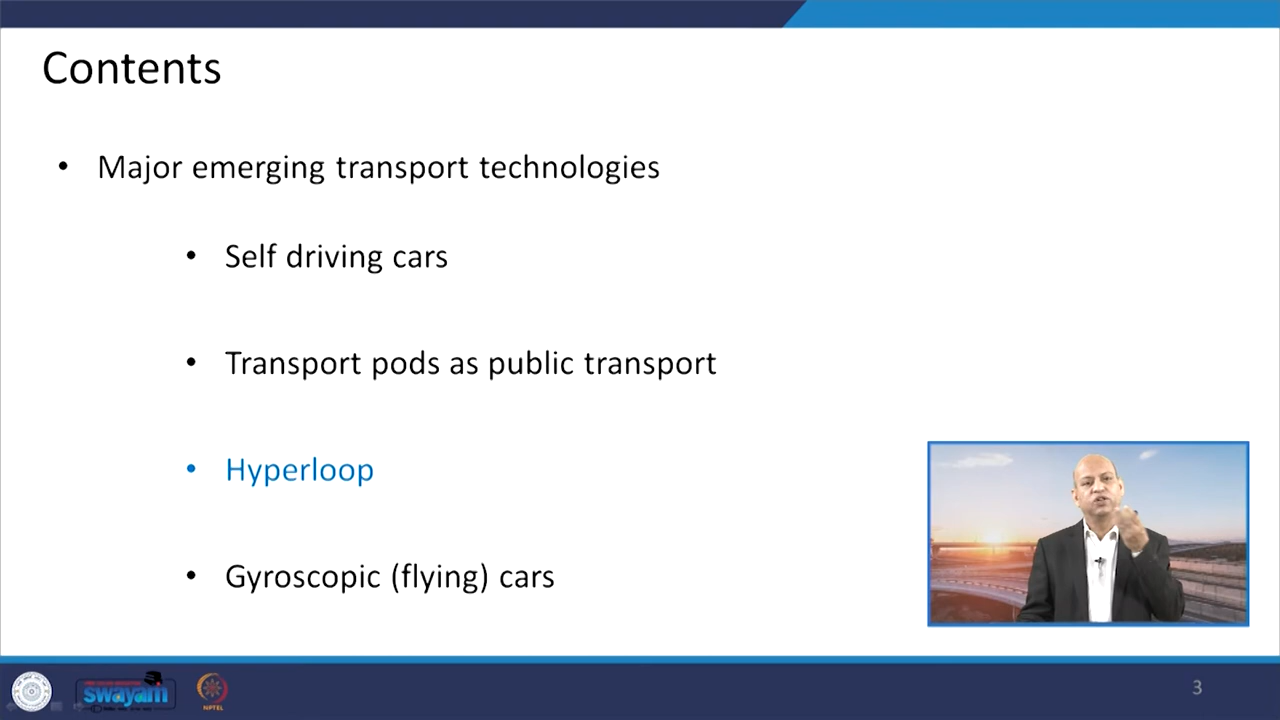 Contents
• Major emerging transport technologies
• Self driving cars
• Transport pods as public transport
• Hyperloop
• Gyroscopic (flying) cars
swayam
NPTEL
3